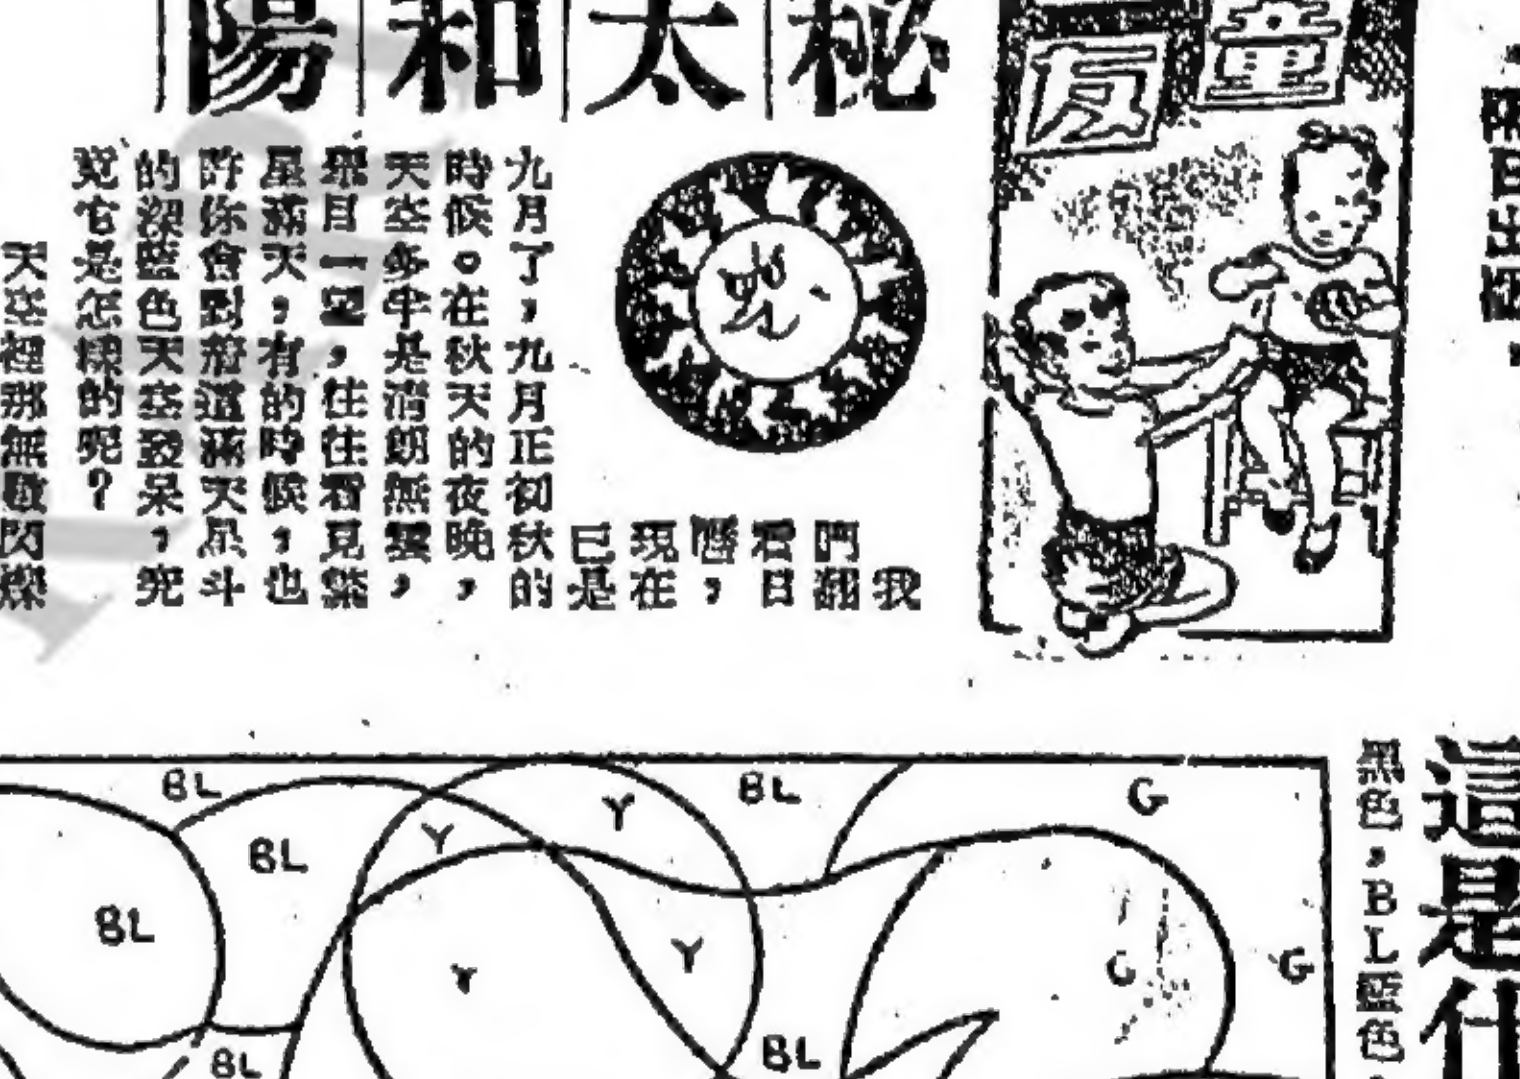 童
友
秘太和陽
我
們翻
看日
曆，
現在
已是
九月了，九月正初秋的
時候。在秋天的夜晚，
天空多半是清朗無雲，
舉目一望，往往看見繁
星滿天，有的時候，也
許你會對着這滿天星斗
的深藍色天空發呆，究
竟它是怎樣的呢？
天空裡那無數閃爍
這是什
黑色，BL藍色，
BL
BL
Y
Y
BL
G
BL
Y
Y
G
G
BL
BL